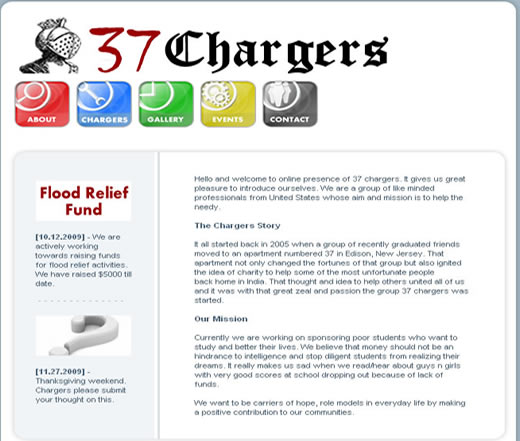 37 Chargers
ABOUT
CHARGERS
GALLERY
EVENTS
CONTACT
Flood Relief
Fund
[10.12.2009] - We are
actively working
towards raising funds
for flood relief activities.
We have raised $5000 till
date.
[11.27.2009] -
Thanksgiving weekend.
Chargers please submit
your thought on this.
Hello and welcome to online presence of 37 chargers. It gives us great
pleasure to introduce ourselves. We are a group of like minded
professionals from United States whose aim and mission is to help the
needy.
The Chargers Story
It all started back in 2005 when a group of recently graduated friends
moved to an apartment numbered 37 in Edison, New Jersey. That
apartment not only changed the fortunes of that group but also ignited
the idea of charity to help some of the most unfortunate people
back home in India. That thought and idea to help others united all of us
and it was with that great zeal and passion the group 37 chargers was
started.
Our Mission
Currently we are working on sponsoring poor students who want to
study and better their lives. We believe that money should not be an
hindrance to intelligence and stop diligent students from realizing their
dreams. It really makes us sad when we read/hear about guys n girls
with very good scores at school dropping out because of lack of
funds.
We want to be carriers of hope, role models in everyday life by making
a positive contribution to our communities.